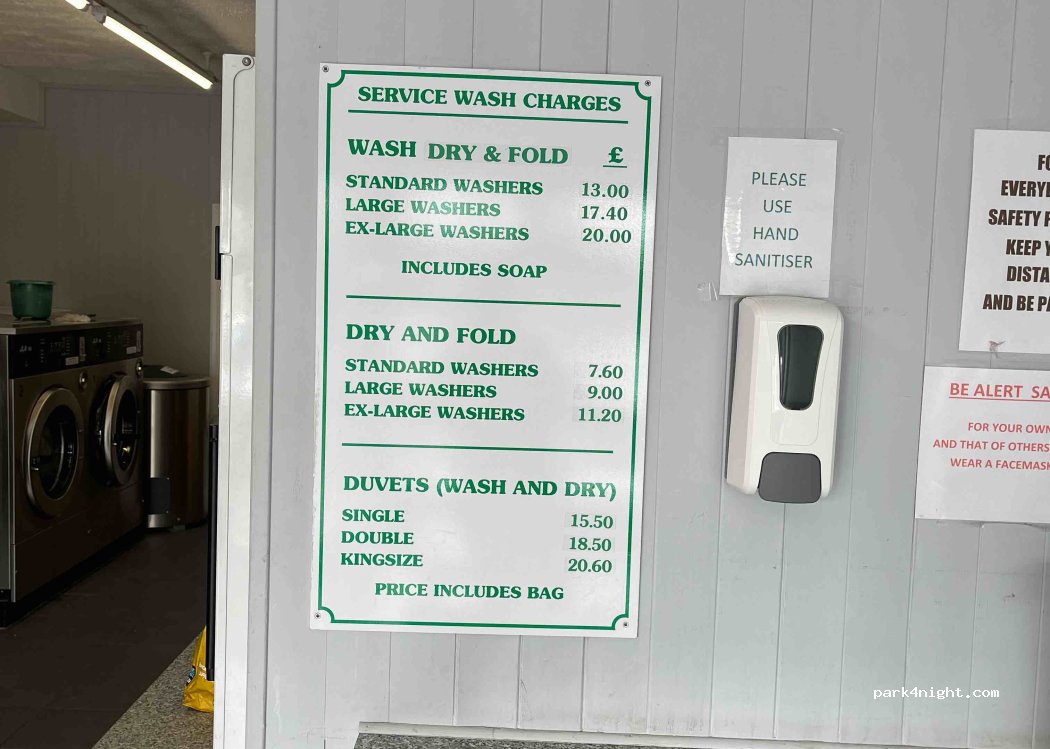 SERVICE WASH CHARGES
WASH DRY & FOLD £
STANDARD WASHERS 13.00
LARGE WASHERS 17.40
EX-LARGE WASHERS 20.00
INCLUDES SOAP
DRY AND FOLD
STANDARD WASHERS 7.60
LARGE WASHERS 9.00
EX-LARGE WASHERS 11.20
DUVETS (WASH AND DRY)
SINGLE 15.50
DOUBLE 18.50
KINGSIZE 20.60
PRICE INCLUDES BAG
PLEASE
USE
HAND
SANITISER
SAFETY
KEEP
AND BE
BE ALERT
FOR YOUR OWN
AND THAT OF OTHERS
WEAR A FACEMASK
park4night.com